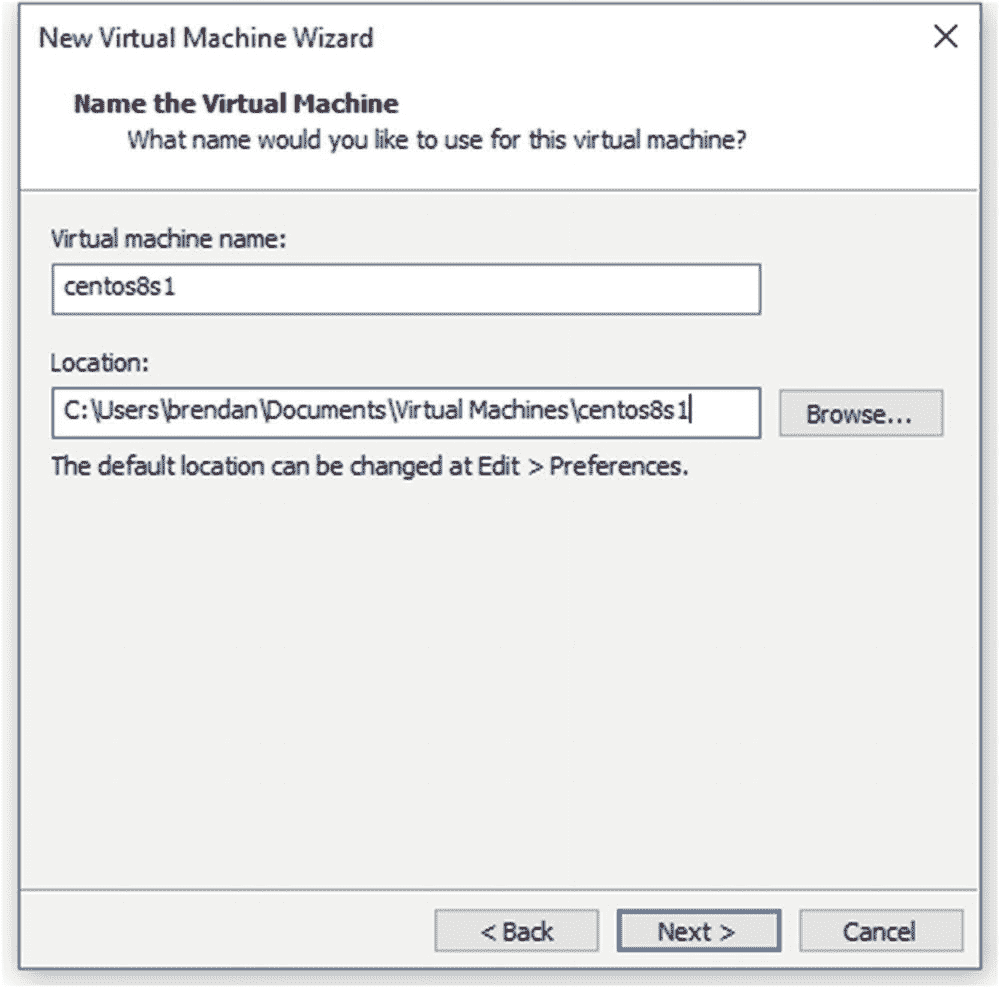 New Virtual Machine Wizard
Name the Virtual Machine
What name would you like to use for this virtual machine?
Virtual machine name:
centos8s1
Location:
C:\Users\brendan\Documents\Virtual Machines\centos8s1
Browse...
The default location can be changed at Edit > Preferences.
< Back
Next >
Cancel